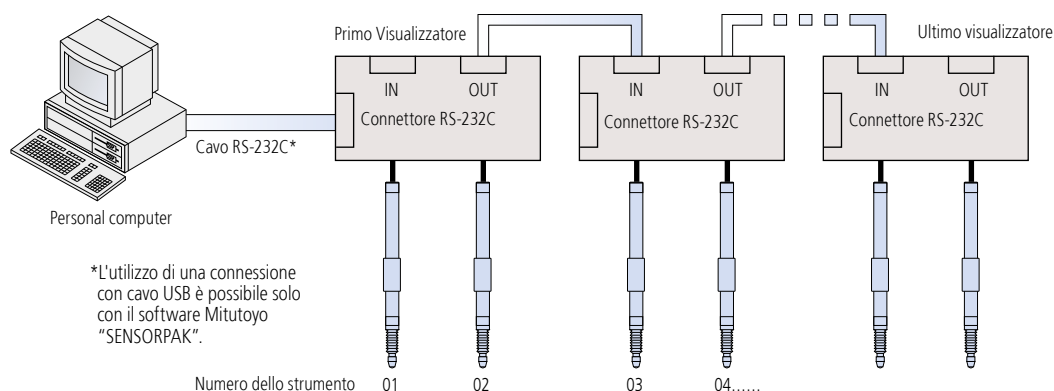 Primo Visualizzatore
Ultimo visualizzatore
IN OUT
Connettore RS-232C
IN OUT
Connettore RS-232C
IN OUT
Connettore RS-232C
Cavo RS-232C*
Personal computer
*L'utilizzo di una connessione
con cavo USB è possibile solo
con il software Mitutoyo
"SENSORPAK".
Numero dello strumento 01 02 03 04......